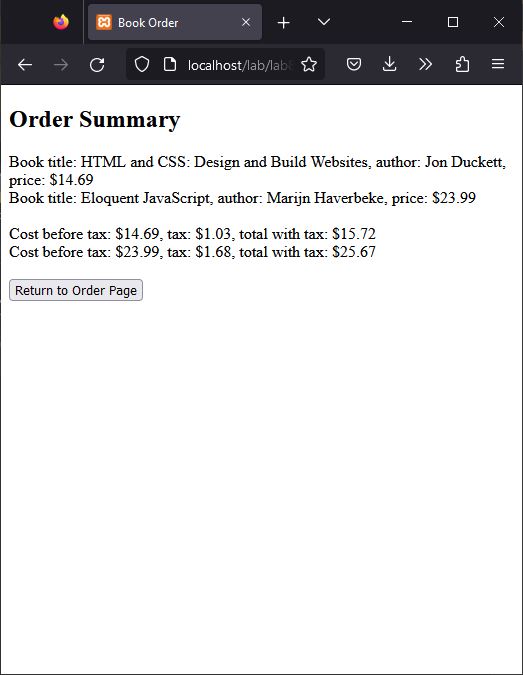 Book Order
localhost/lab/lab8
Order Summary
Book title: HTML and CSS: Design and Build Websites, author: Jon Duckett,
price: $14.69
Book title: Eloquent JavaScript, author: Marijn Haverbeke, price: $23.99
Cost before tax: $14.69, tax: $1.03, total with tax: $15.72
Cost before tax: $23.99, tax: $1.68, total with tax: $25.67
Return to Order Page